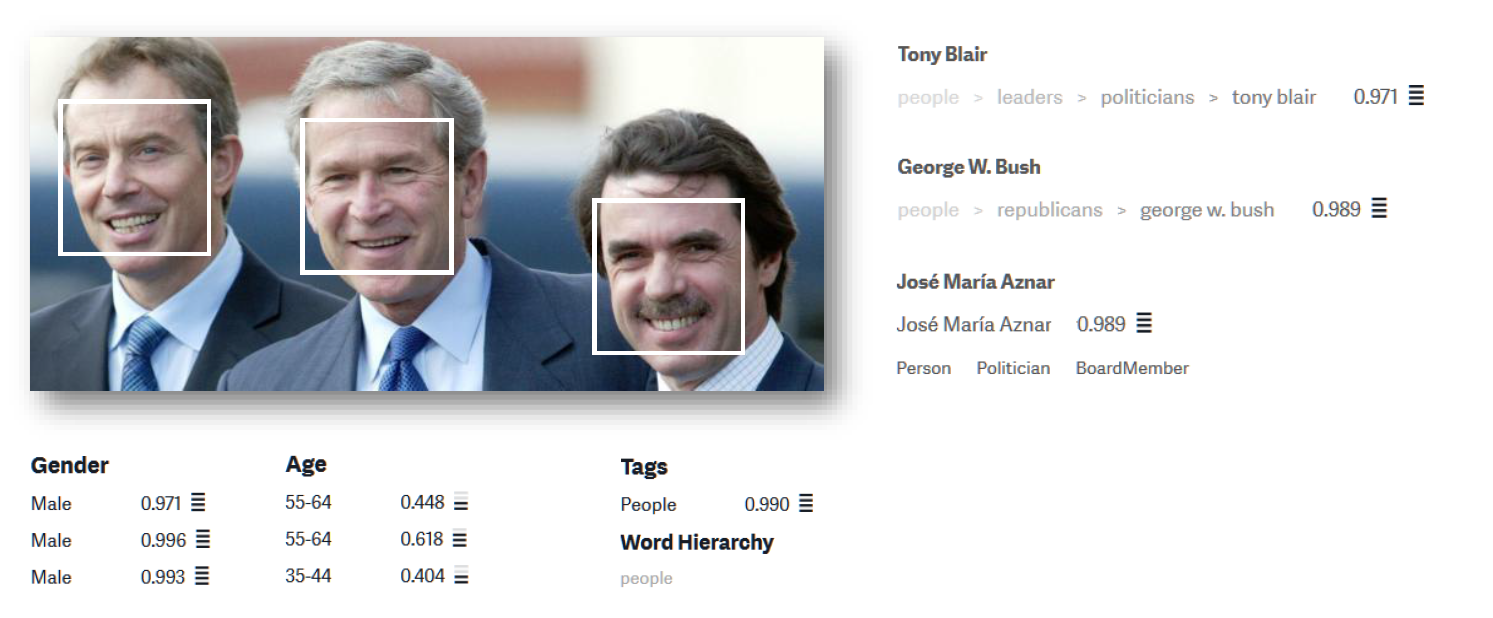 Tony Blair
people > leaders > politicians > tony blair 0.971
George W. Bush
people > republicans > george w. bush 0.989
José María Aznar
José María Aznar 0.989
Person Politician BoardMember
Gender Age Tags
Male 0.971 55-64 0.448 People 0.990
Male 0.996 55-64 0.618 Word Hierarchy
Male 0.993 35-44 0.404 people